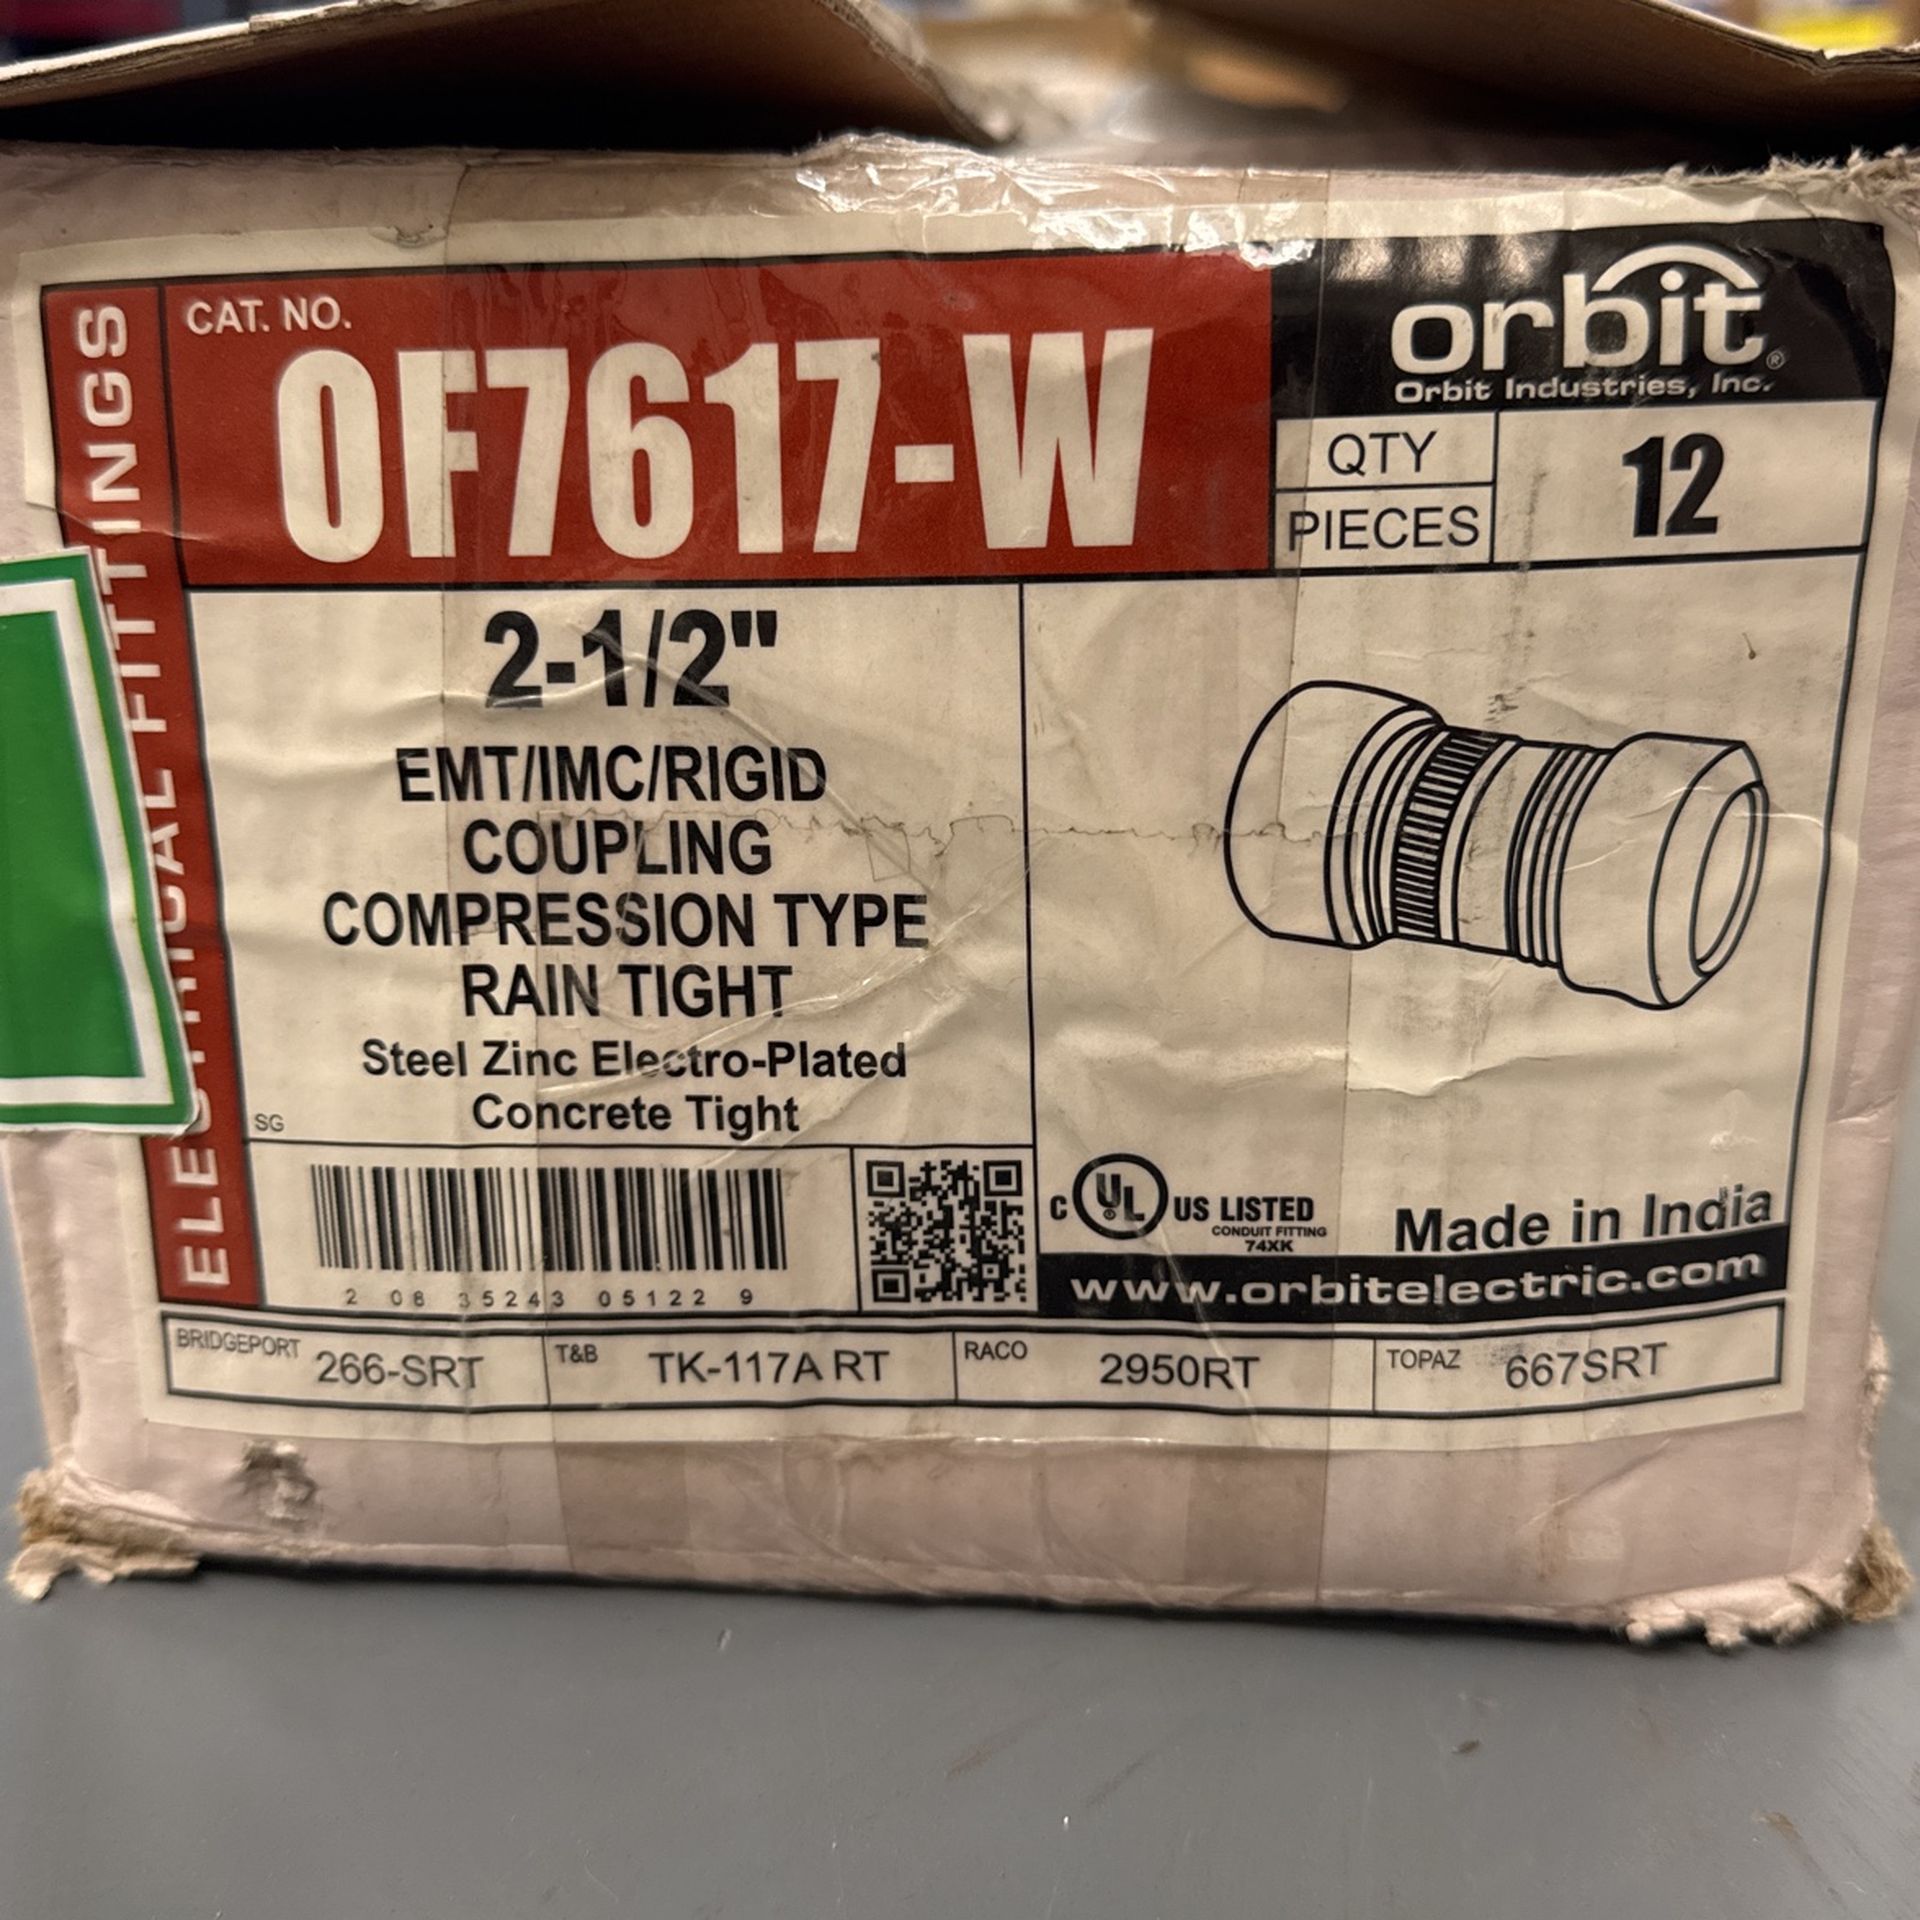 ELECTRICAL FITTINGS
CAT. NO.
OF7617-W
orbit®
Orbit Industries, Inc.
QTY
PIECES
12
2-1/2"
EMT/IMC/RIGID
COUPLING
COMPRESSION TYPE
RAIN TIGHT
Steel Zinc Electro-Plated
Concrete Tight
SG
2 08 35243 05122 9
C UL® US LISTED
CONDUIT FITTING
74XK
Made in India
www.orbitelectric.com
BRIDGEPORT 266-SRT
T&B TK-117A RT
RACO 2950RT
TOPAZ 667SRT